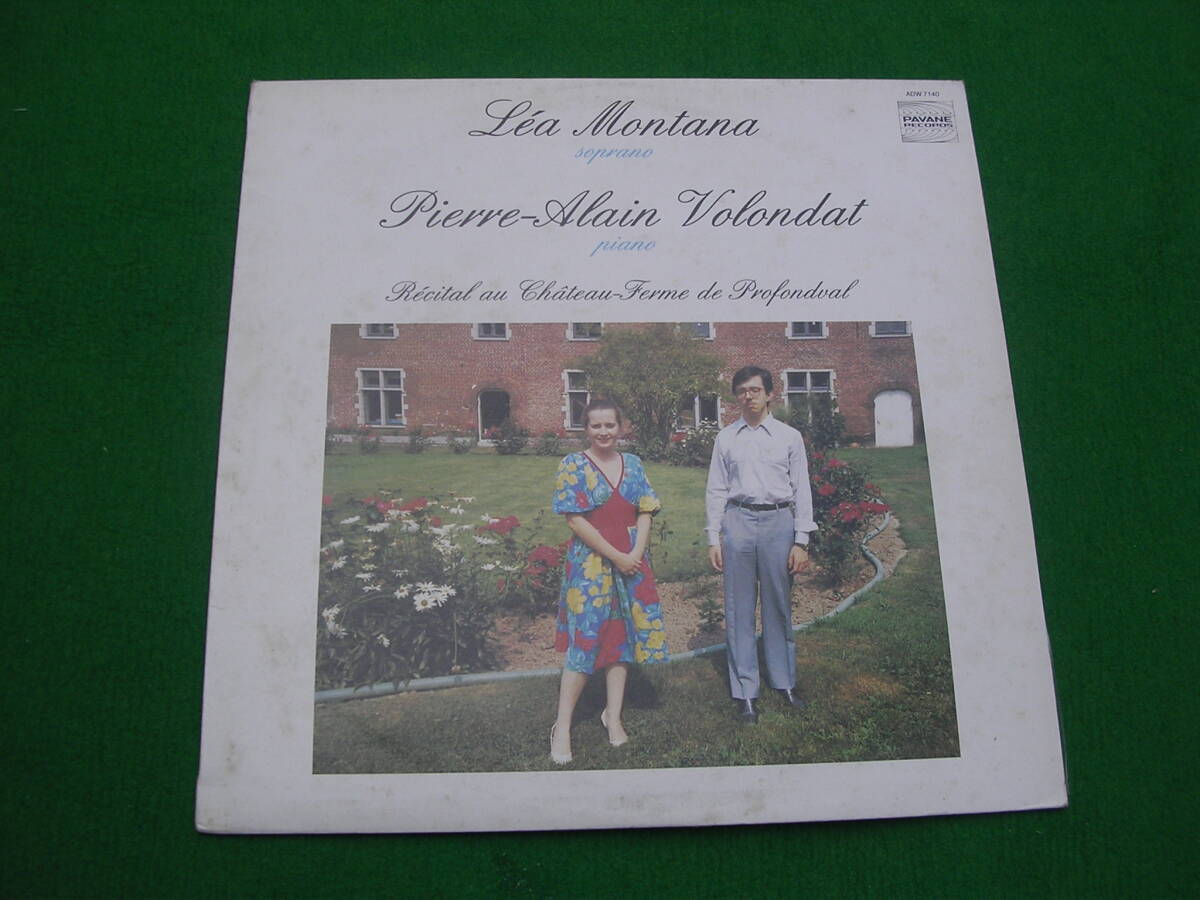 ADW 7140
PAVANE
RECORDS
Léa Montana
soprano
Pierre-Alain Volondat
piano
Récital au Château-Ferme de Profondval